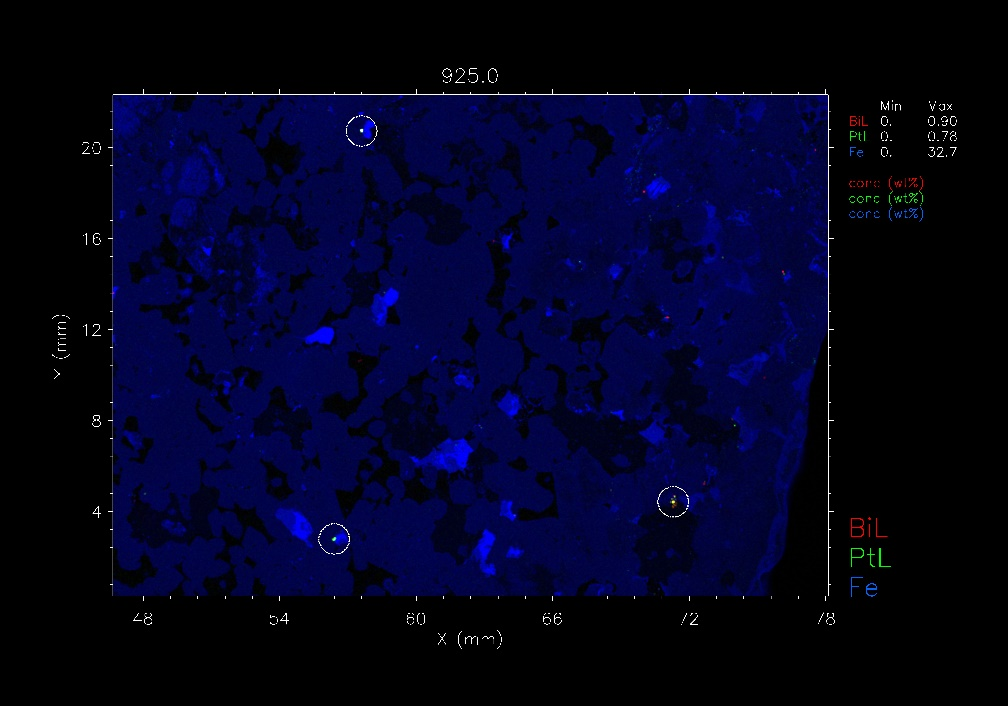 925.0
Min Vax
BiL 0. 0.90
PtL 0. 0.78
Fe 0. 32.7
conc (wt%)
conc (wt%)
conc (wt%)
20
16
12
8
4
Y (mm)
48 54 60 66 72 78
X (mm)
BiL
PtL
Fe